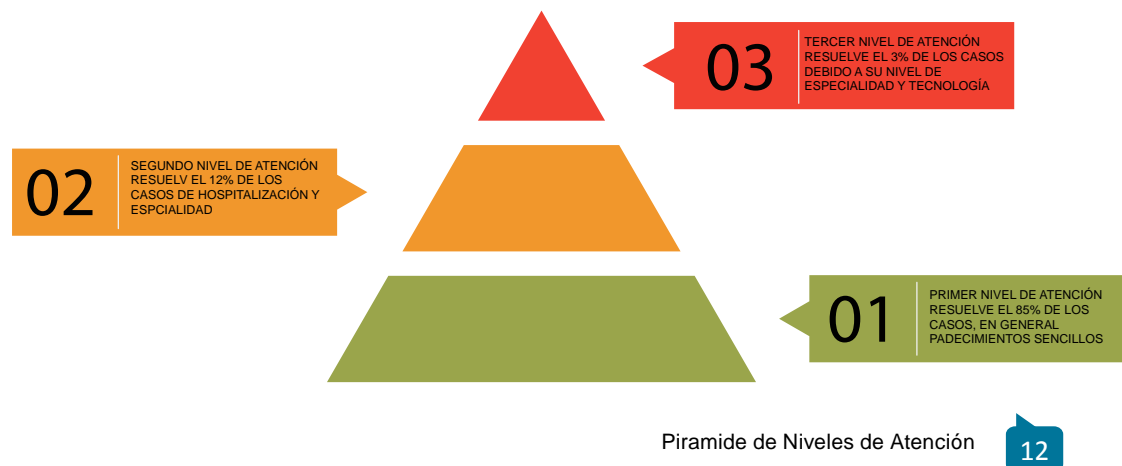 03
TERCER NIVEL DE ATENCIÓN
RESUELVE EL 3% DE LOS CASOS
DEBIDO A SU NIVEL DE
ESPECIALIDAD Y TECNOLOGÍA
02
SEGUNDO NIVEL DE ATENCIÓN
RESUELV EL 12% DE LOS
CASOS DE HOSPITALIZACIÓN Y
ESPCIALIDAD
01
PRIMER NIVEL DE ATENCIÓN
RESUELVE EL 85% DE LOS
CASOS, EN GENERAL
PADECIMIENTOS SENCILLOS
Piramide de Niveles de Atención
12